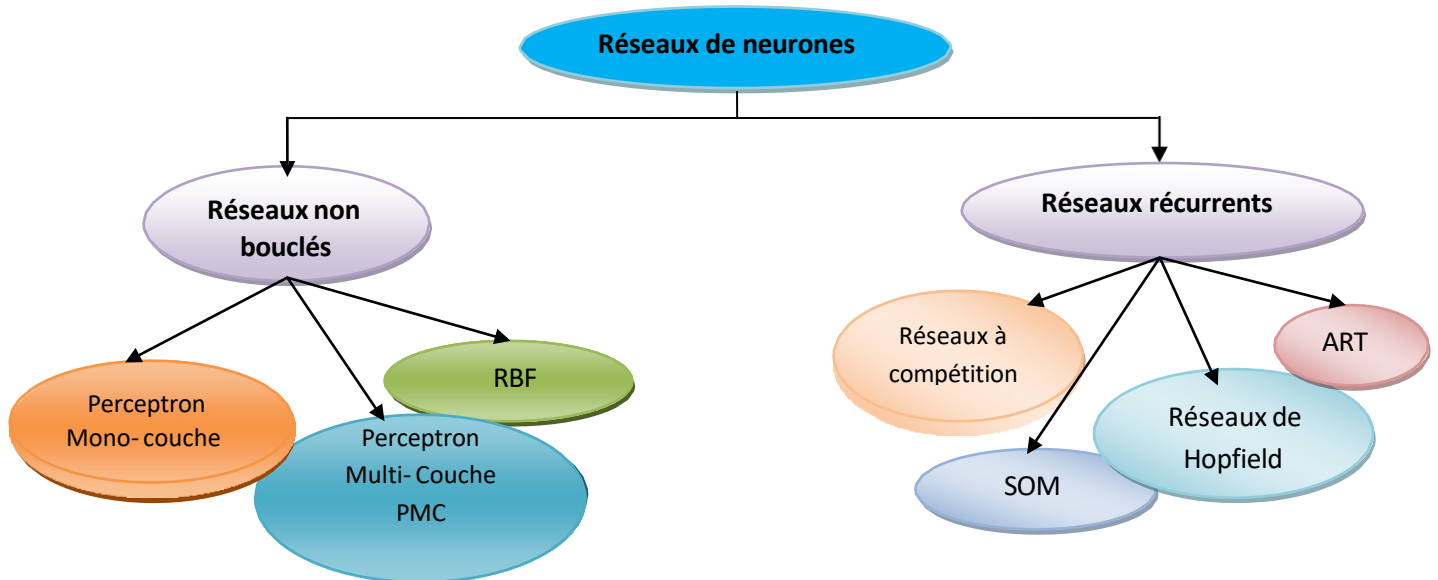 Réseaux de neurones
Réseaux non
bouclés
Réseaux récurrents
Perceptron
Mono- couche
Perceptron
Multi- Couche
PMC
RBF
Réseaux à
compétition
SOM
Réseaux de
Hopfield
ART